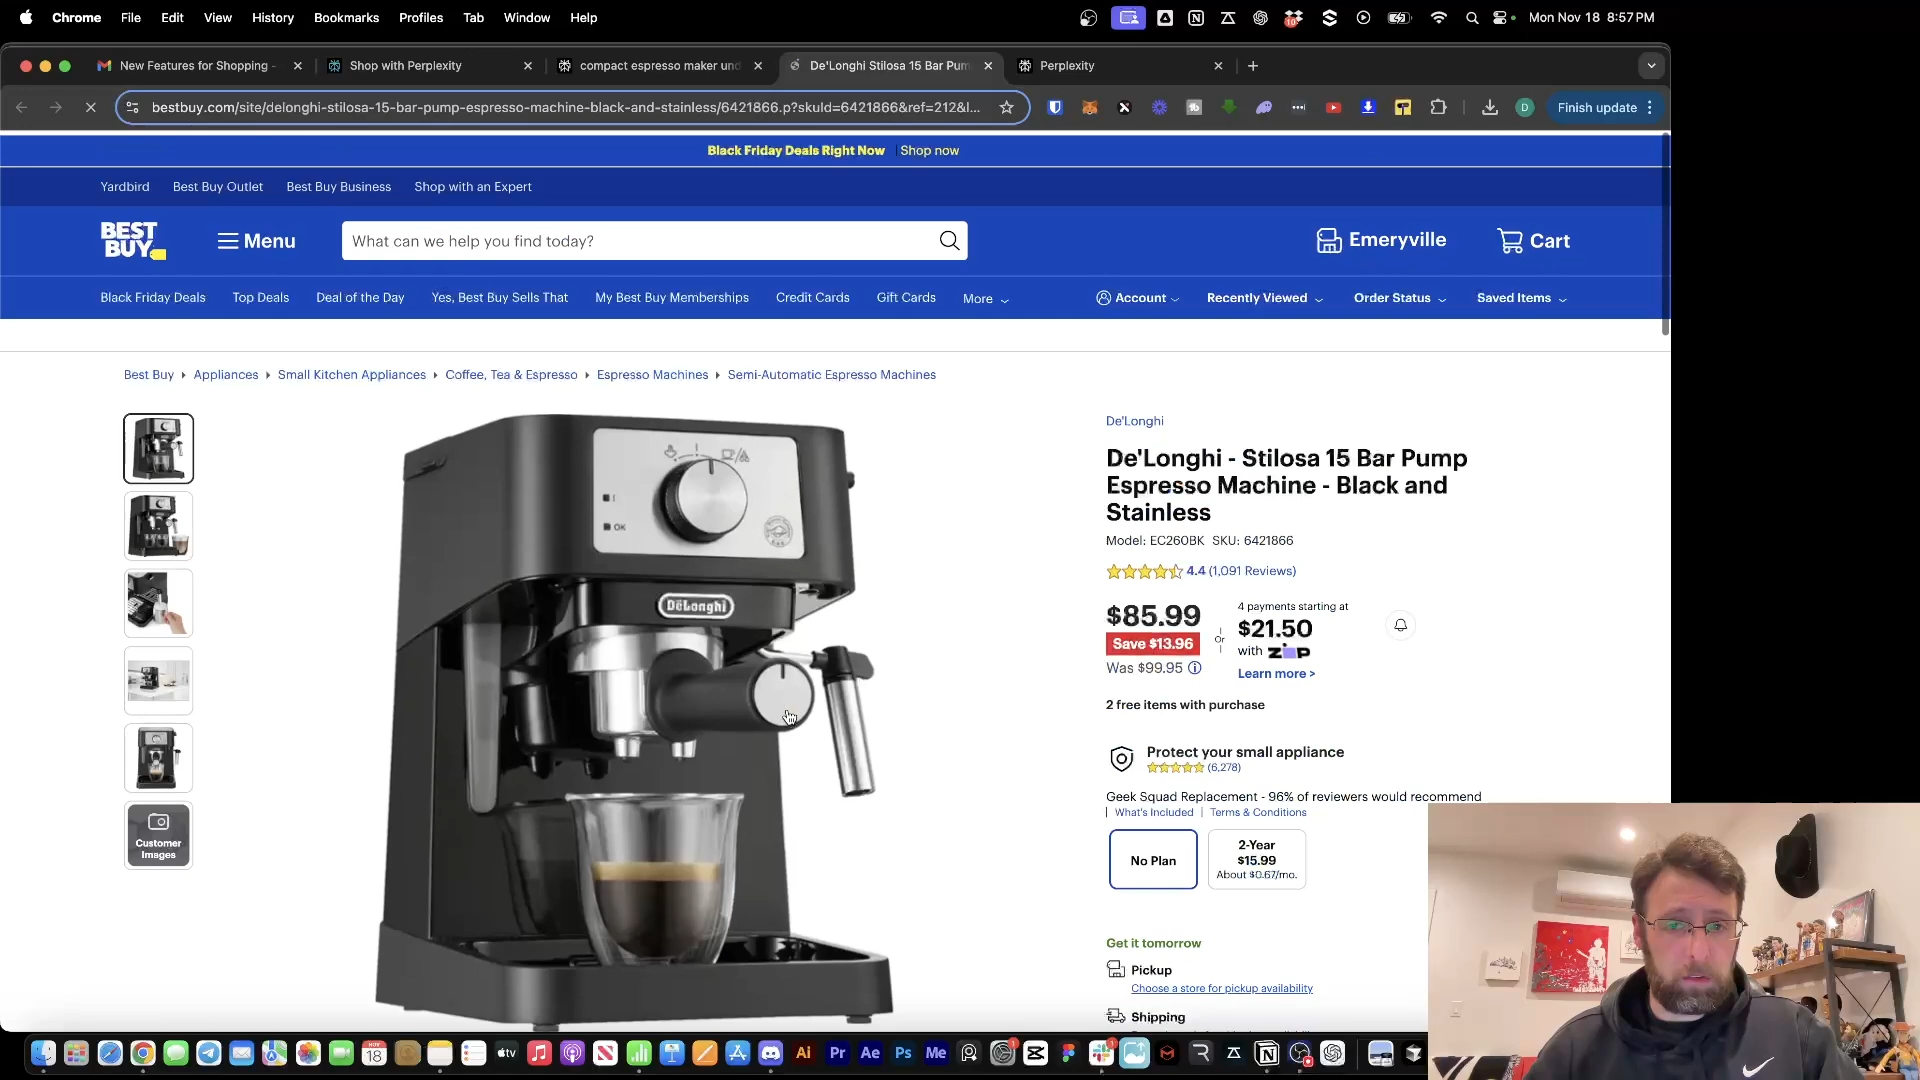 Chrome File Edit View History Bookmarks Profiles Tab Window Help
Mon Nov 18 8:57 PM
New Features for Shopping -
Shop with Perplexity
compact espresso maker und
De'Longhi Stilosa 15 Bar Pum
Perplexity
bestbuy.com/site/delonghi-stilosa-15-bar-pump-espresso-machine-black-and-stainless/6421866.p?skuId=6421866&ref=212&l...
Finish update
Black Friday Deals Right Now Shop now
Yardbird Best Buy Outlet Best Buy Business Shop with an Expert
BEST
BUY
Menu
What can we help you find today?
Emeryville
Cart
Black Friday Deals Top Deals Deal of the Day Yes, Best Buy Sells That My Best Buy Memberships Credit Cards Gift Cards More
Account Recently Viewed Order Status Saved Items
Best Buy Appliances Small Kitchen Appliances Coffee, Tea & Espresso Espresso Machines Semi-Automatic Espresso Machines
I
OK
DeLonghi
Customer
Images
De'Longhi
De'Longhi - Stilosa 15 Bar Pump
Espresso Machine - Black and
Stainless
Model: EC260BK SKU: 6421866
4.4 (1,091 Reviews)
$85.99
Save $13.96
Was $99.95
Or
4 payments starting at
$21.50
with ZIP
Learn more >
2 free items with purchase
Protect your small appliance
(6,278)
Geek Squad Replacement - 96% of reviewers would recommend
What's Included | Terms & Conditions
No Plan
2-Year
$15.99
About $0.67/mo.
Get it tomorrow
Pickup
Choose a store for pickup availability
Shipping
NOV
18
tv
Ai Pr Ae Ps Me